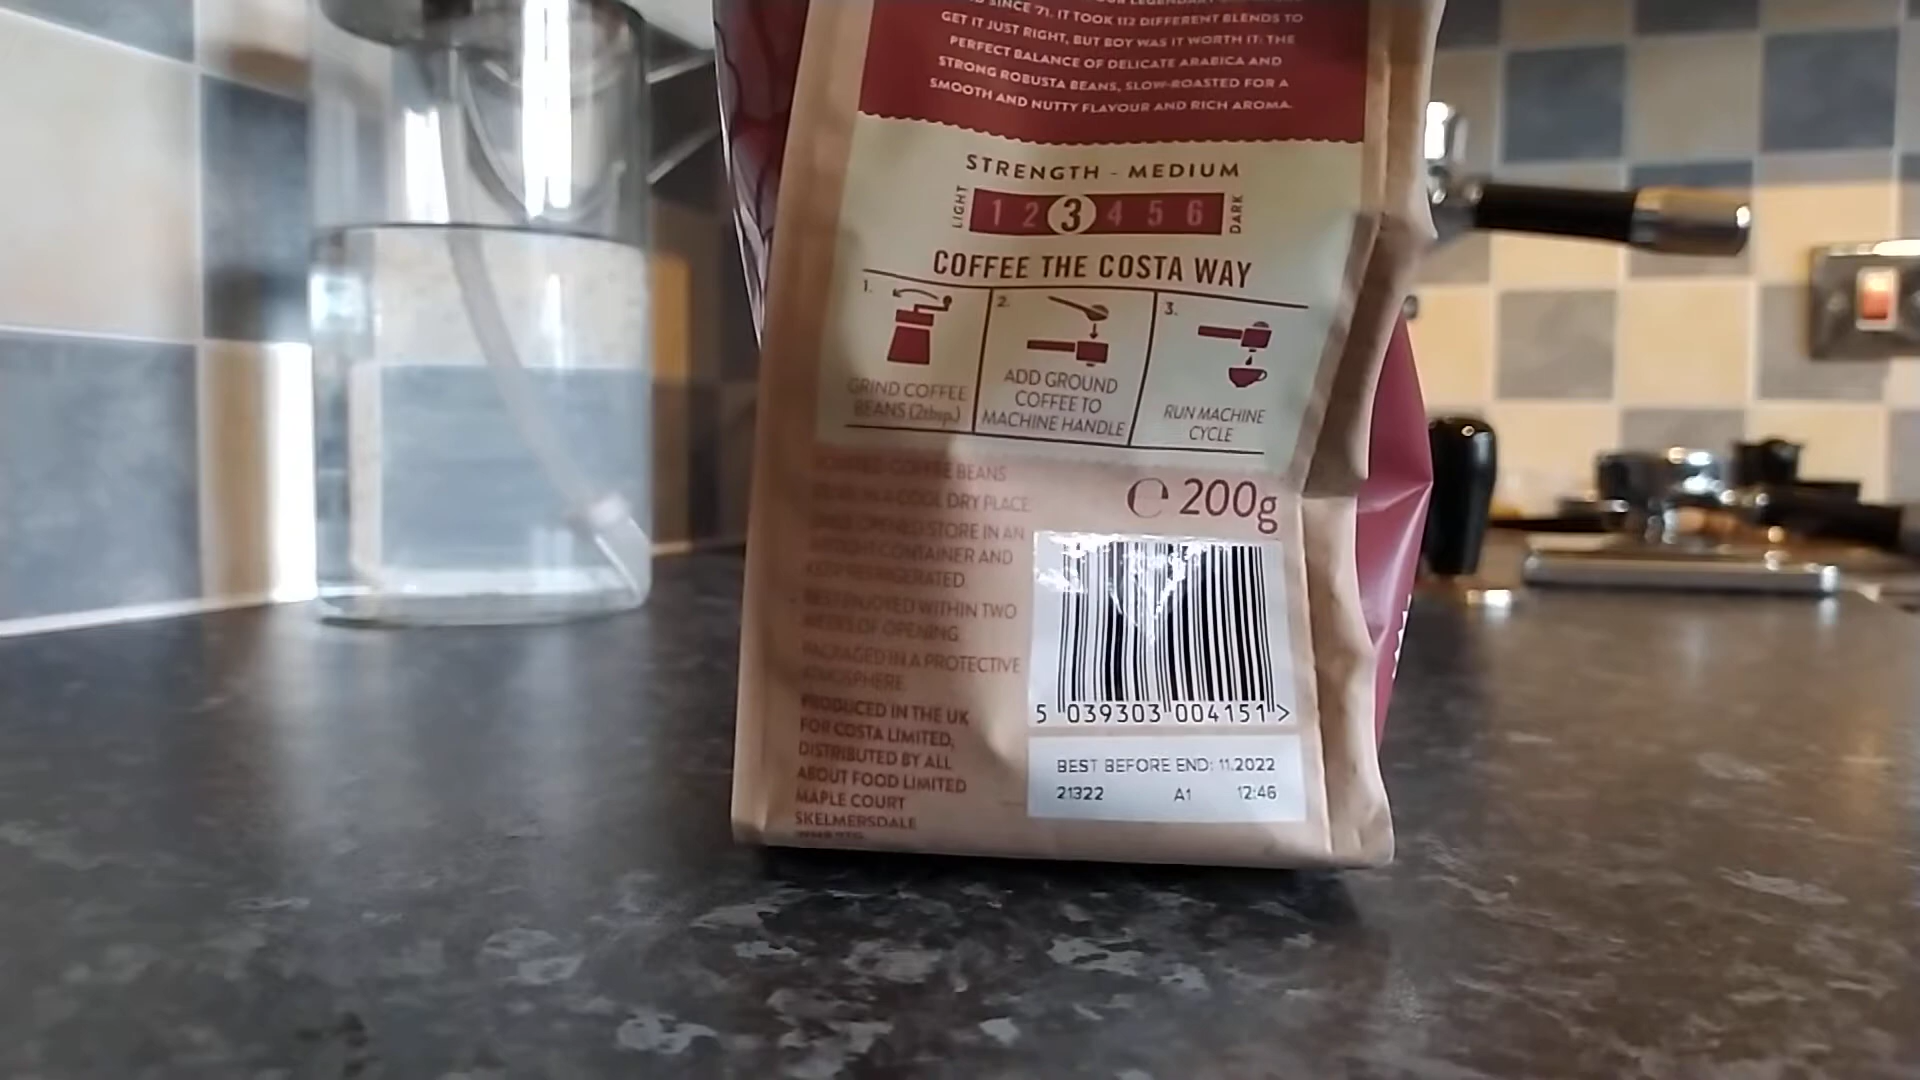 SINCE '71. IT TOOK 112 DIFFERENT BLENDS TO
GET IT JUST RIGHT, BUT BOY WAS IT WORTH IT: THE
PERFECT BALANCE OF DELICATE ARABICA AND
STRONG ROBUSTA BEANS, SLOW-ROASTED FOR A
SMOOTH AND NUTTY FLAVOUR AND RICH AROMA.
STRENGTH - MEDIUM
LIGHT 1 2 3 4 5 6 DARK
COFFEE THE COSTA WAY
1.
GRIND COFFEE
BEANS (2tbsp.)
2.
ADD GROUND
COFFEE TO
MACHINE HANDLE
3.
RUN MACHINE
CYCLE
ROASTED COFFEE BEANS
STORE IN A COOL DRY PLACE
ONCE OPENED STORE IN AN
AIRTIGHT CONTAINER AND
KEEP REFRIGERATED.
BEST ENJOYED WITHIN TWO
WEEKS OF OPENING.
PACKAGED IN A PROTECTIVE
ATMOSPHERE
PRODUCED IN THE UK
FOR COSTA LIMITED,
DISTRIBUTED BY ALL
ABOUT FOOD LIMITED
MAPLE COURT
SKELMERSDALE
e 200g
5 039303 004151 >
BEST BEFORE END: 11.2022
21322 A1 12:46